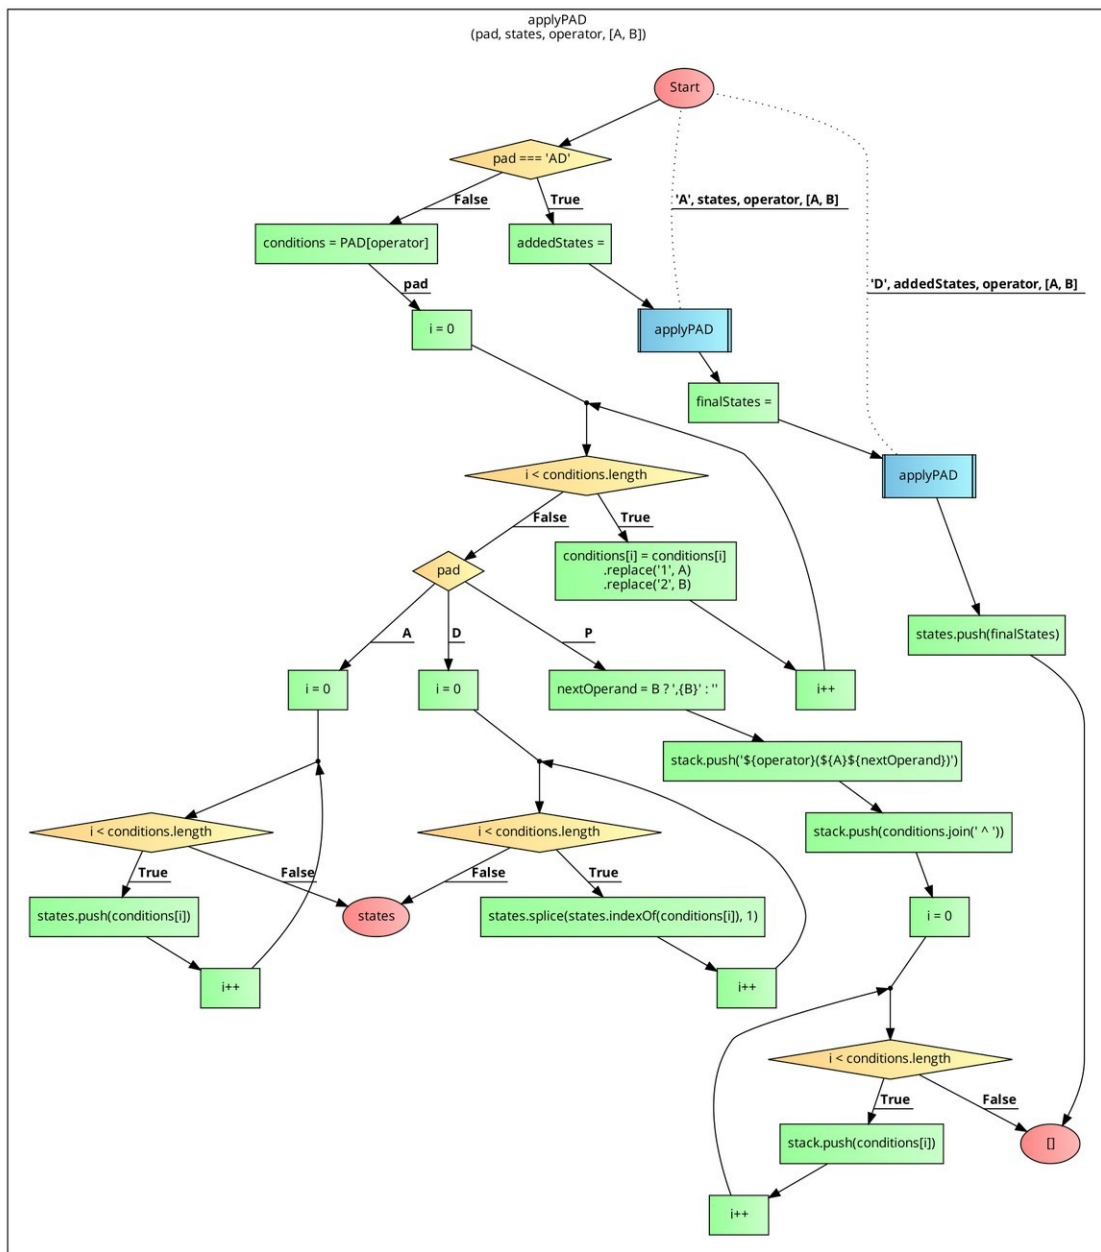 applyPAD
(pad, states, operator, [A, B])
Start
pad === 'AD'
False
True
'A', states, operator, [A, B]
conditions = PAD[operator]
addedStates =
pad
'D', addedStates, operator, [A, B]
i = 0
applyPAD
finalStates =
i < conditions.length
applyPAD
False
True
conditions[i] = conditions[i]
.replace('1', A)
.replace('2', B)
pad
A
D
P
states.push(finalStates)
i = 0
i = 0
nextOperand = B ? ',{B}' : ''
i++
stack.push('${operator}(${A}${nextOperand})')
i < conditions.length
i < conditions.length
stack.push(conditions.join(' ^ '))
True
False
False
True
states.push(conditions[i])
states
states.splice(states.indexOf(conditions[i]), 1)
i = 0
i++
i++
i < conditions.length
True
False
stack.push(conditions[i])
[]
i++